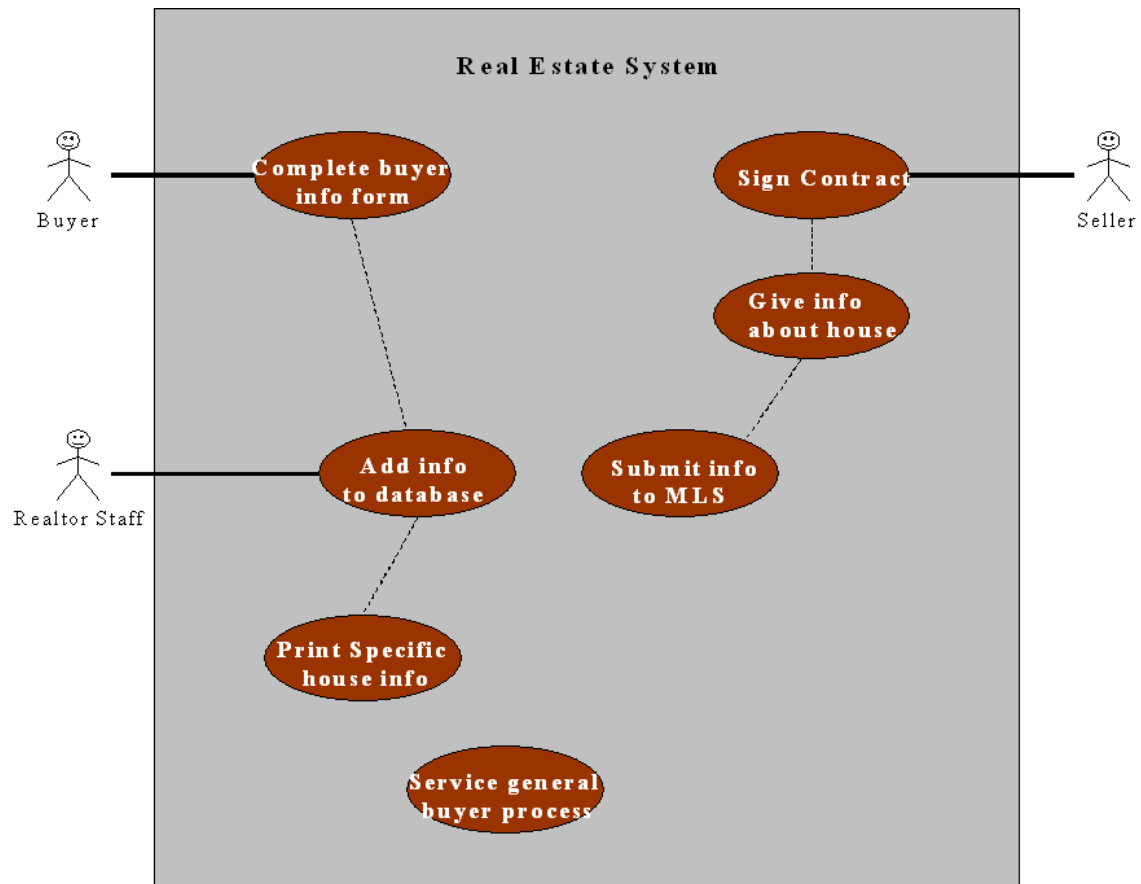 Real Estate System
Complete buyer
info form
Sign Contract
Buyer
Seller
Give info
about house
Add info
to database
Submit info
to MLS
Realtor Staff
Print Specific
house info
Service general
buyer process